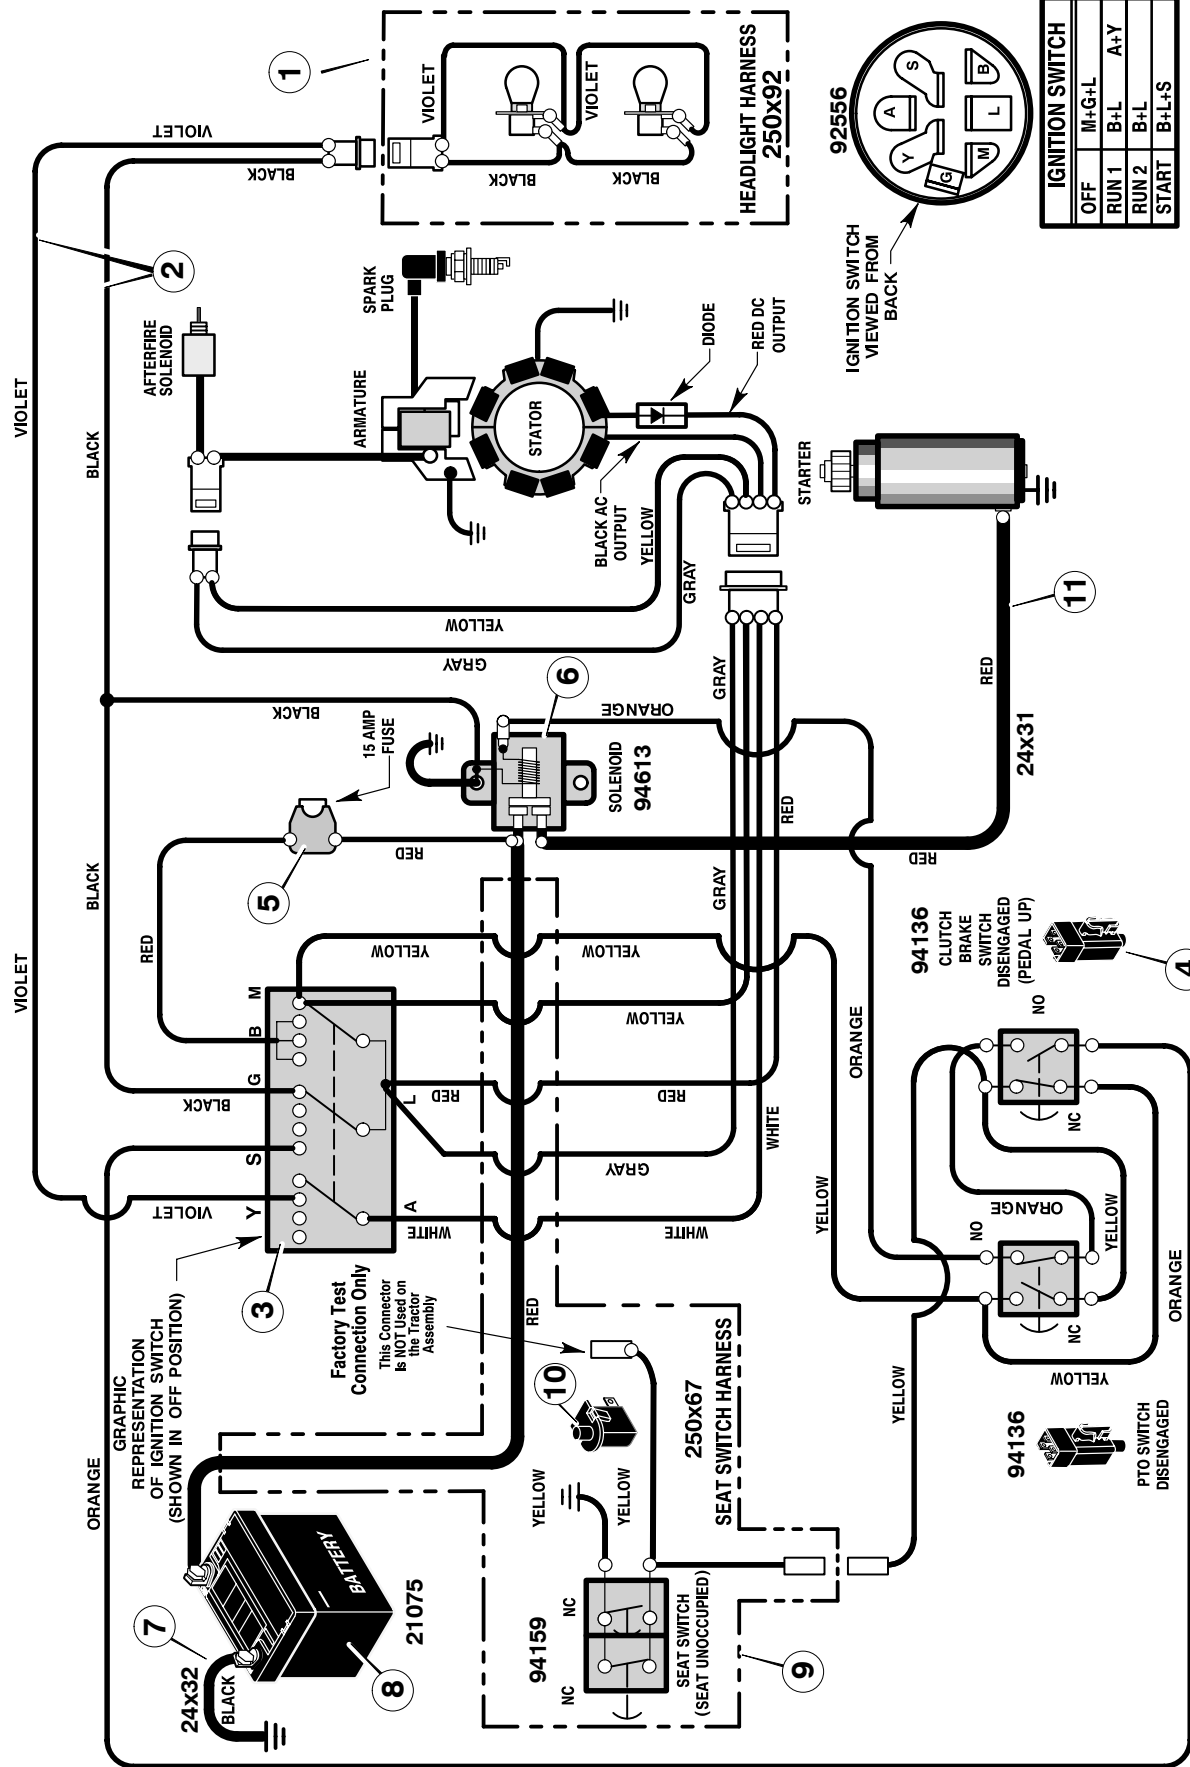 VIOLET
VIOLET
VIOLET
BLACK
BLACK
BLACK
1
2
VIOLET
VIOLET
BLACK
BLACK
HEADLIGHT HARNESS
250x92
AFTERFIRE
SOLENOID
SPARK
PLUG
ARMATURE
STATOR
DIODE
RED DC
OUTPUT
BLACK AC
OUTPUT
YELLOW
GRAY
YELLOW
GRAY
92556
A
S
Y
B
G
M
L
IGNITION SWITCH
VIEWED FROM
BACK
IGNITION SWITCH
OFF M+G+L
RUN 1 B+L A+Y
RUN 2 B+L
START B+L+S
STARTER
11
RED
24x31
RED
15 AMP
FUSE
5
BLACK
RED
RED
6
SOLENOID
94613
ORANGE
GRAY
GRAY
RED
M
B
G
S
Y
L
A
BLACK
VIOLET
YELLOW
YELLOW
YELLOW
RED
RED
GRAY
WHITE
WHITE
WHITE
3
GRAPHIC
REPRESENTATION
OF IGNITION SWITCH
(SHOWN IN OFF POSITION)
ORANGE
Factory Test
Connection Only
This Connector
Is NOT Used on
the Tractor
Assembly
RED
10
250x67
SEAT SWITCH HARNESS
YELLOW
YELLOW
94159
NC
NC
SEAT SWITCH
(SEAT UNOCCUPIED)
9
7
24x32
BLACK
BATTERY
21075
8
ORANGE
YELLOW
94136
CLUTCH
BRAKE
SWITCH
DISENGAGED
(PEDAL UP)
4
NO
NC
ORANGE
YELLOW
NO
NC
YELLOW
YELLOW
ORANGE
94136
PTO SWITCH
DISENGAGED